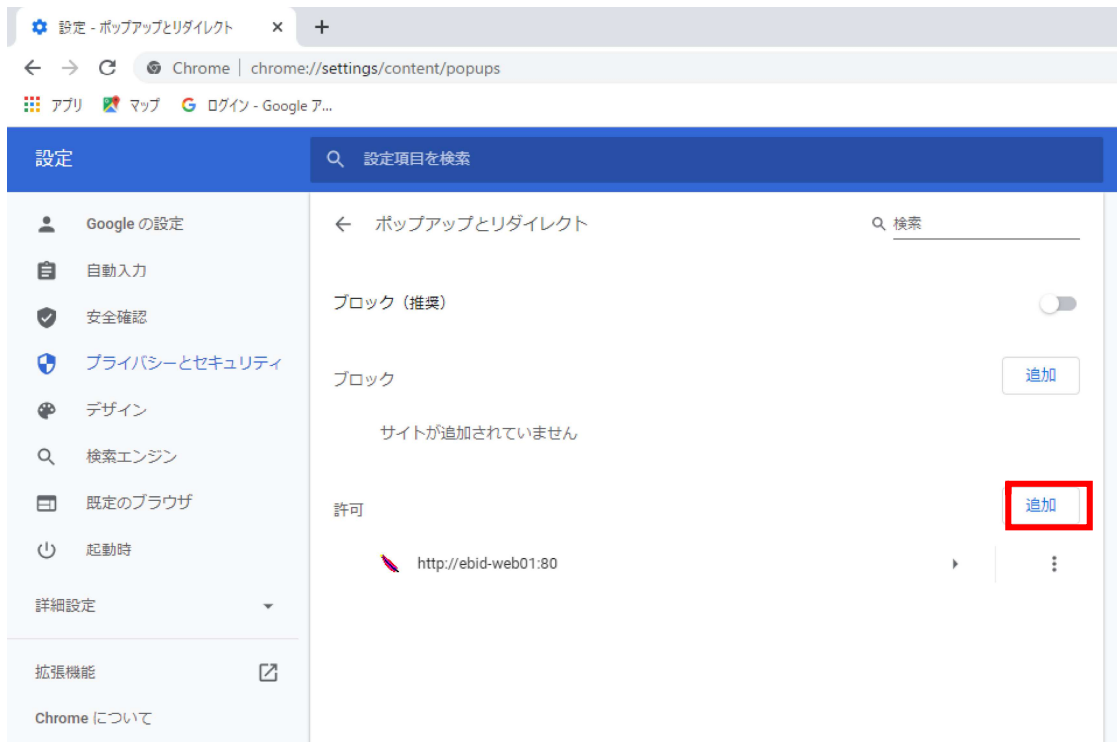 設定 - ポップアップとリダイレクト × +
Chrome | chrome://settings/content/popups
アプリ マップ G ログイン - Google ア...
設定
設定項目を検索
Google の設定
自動入力
安全確認
プライバシーとセキュリティ
デザイン
検索エンジン
既定のブラウザ
起動時
詳細設定
拡張機能
Chrome について
ポップアップとリダイレクト
検索
ブロック（推奨）
ブロック
追加
サイトが追加されていません
許可
追加
http://ebid-web01:80